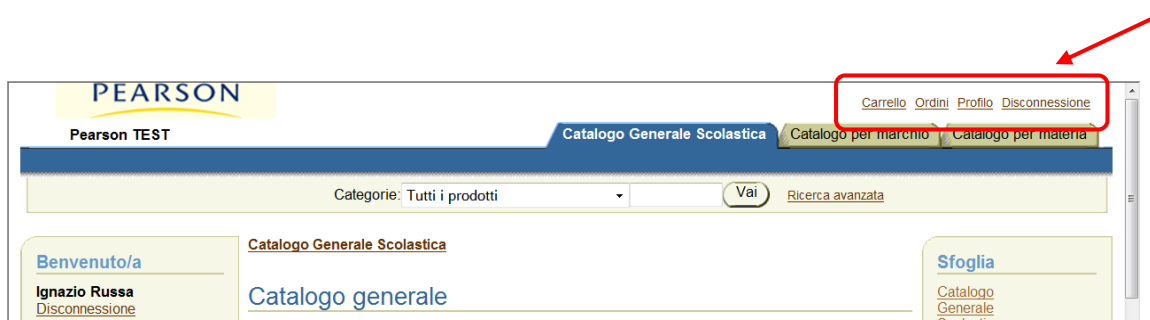 PEARSON
Carrello Ordini Profilo Disconnessione
Pearson TEST
Catalogo Generale Scolastica Catalogo per marchio Catalogo per materia
Categorie: Tutti i prodotti Vai Ricerca avanzata
Catalogo Generale Scolastica
Benvenuto/a
Sfoglia
Ignazio Russa
Disconnessione
Catalogo generale
Catalogo
Generale